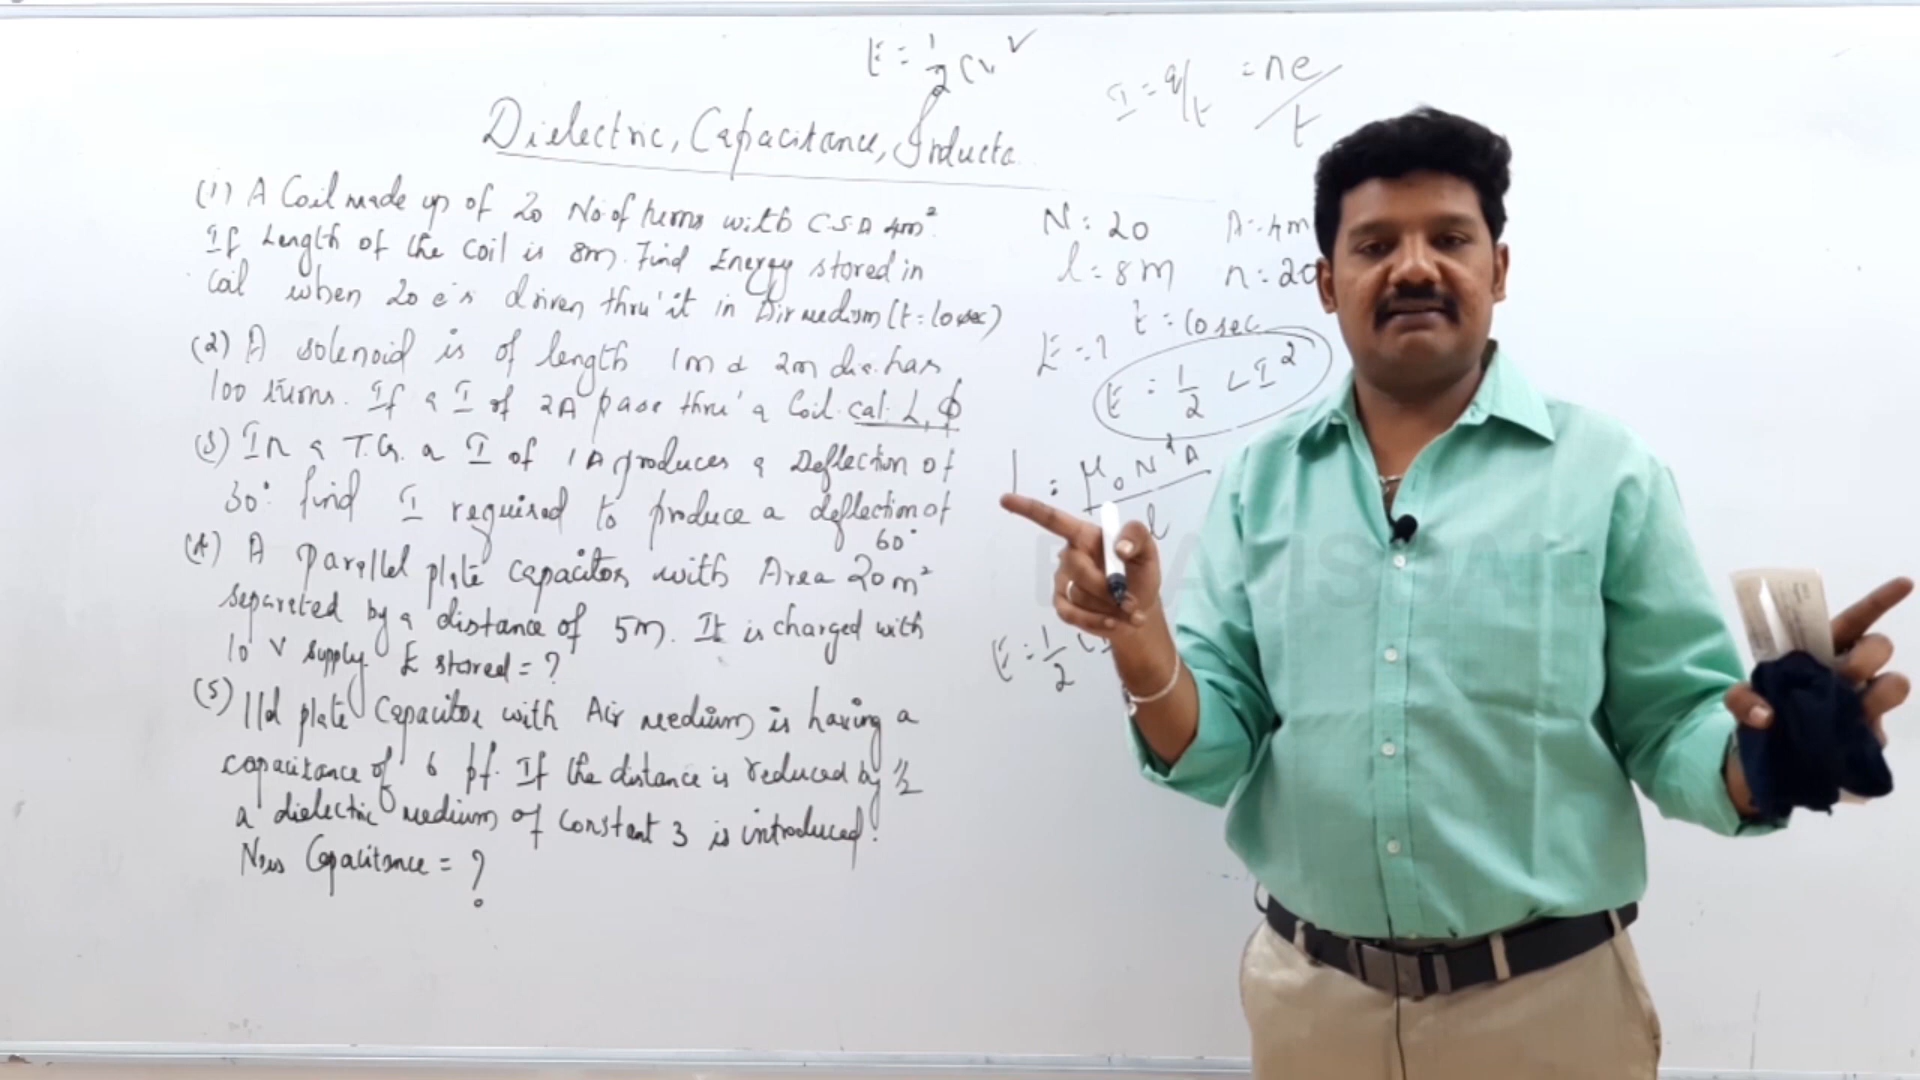 E = 1/2 CV ✓
I = q/t = ne/t
Dielectric, Capacitance, Inducta
(1) A Coil made up of 20 No. of turns with C.S.A 4m²
If Length of the coil is 8m. Find Energy stored in
Coil when 20 e's driven thru' it in Air medium (t = 10 sec)
(2) A solenoid is of length 1m & 2m dia. has
100 turns. If a I of 2A pass thru' a Coil. cal. L, ϕ
(3) In a T.G. a I of 1A produces a Deflection of
30°. find I required to produce a deflection of
60°
(4) A parallel plate capacitor with Area 20m²
separated by a distance of 5m. It is charged with
10 V supply E stored = ?
(5) ||d plate Capacitor with Air medium is having a
capacitance of 6 pf. If the distance is reduced by 1/2
a dielectric medium of constant 3 is introduced.
New Capacitance = ?
N = 20 A = 4m
l = 8m n = 20
t = 10 sec
E = ?
E = 1/2 LI²
L = μ₀N²A/l
E = 1/2